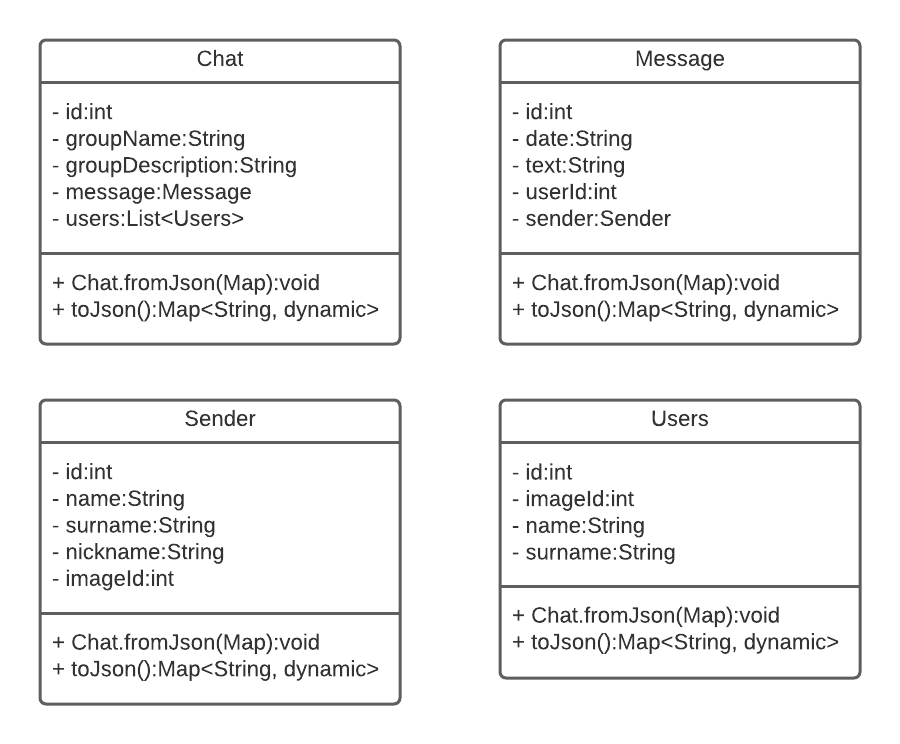 Chat
- id:int
- groupName:String
- groupDescription:String
- message:Message
- users:List<Users>
+ Chat.fromJson(Map):void
+ toJson():Map<String, dynamic>
Message
- id:int
- date:String
- text:String
- userId:int
- sender:Sender
+ Chat.fromJson(Map):void
+ toJson():Map<String, dynamic>
Sender
- id:int
- name:String
- surname:String
- nickname:String
- imageId:int
+ Chat.fromJson(Map):void
+ toJson():Map<String, dynamic>
Users
- id:int
- imageId:int
- name:String
- surname:String
+ Chat.fromJson(Map):void
+ toJson():Map<String, dynamic>